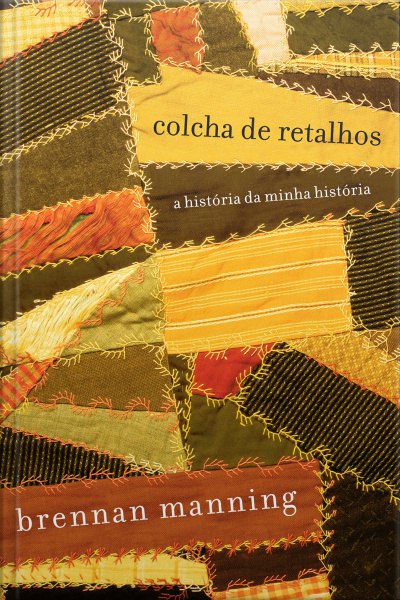 colcha de retalhos
a história da minha história
brennan manning